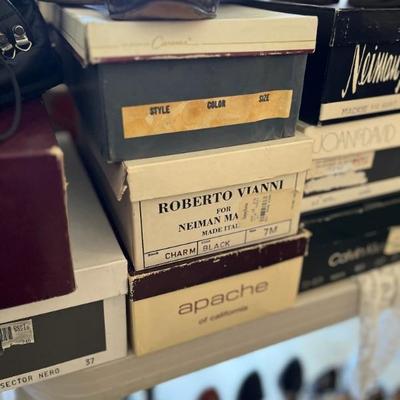 Caressa
STYLE COLOR SIZE
ROBERTO VIANNI
FOR
NEIMAN MA
MADE ITAL
CHARM BLACK 7M
apache
of california
Neiman
MADE IN
JOAN & DAVID
Calvin Klein
SECTOR NERO 37